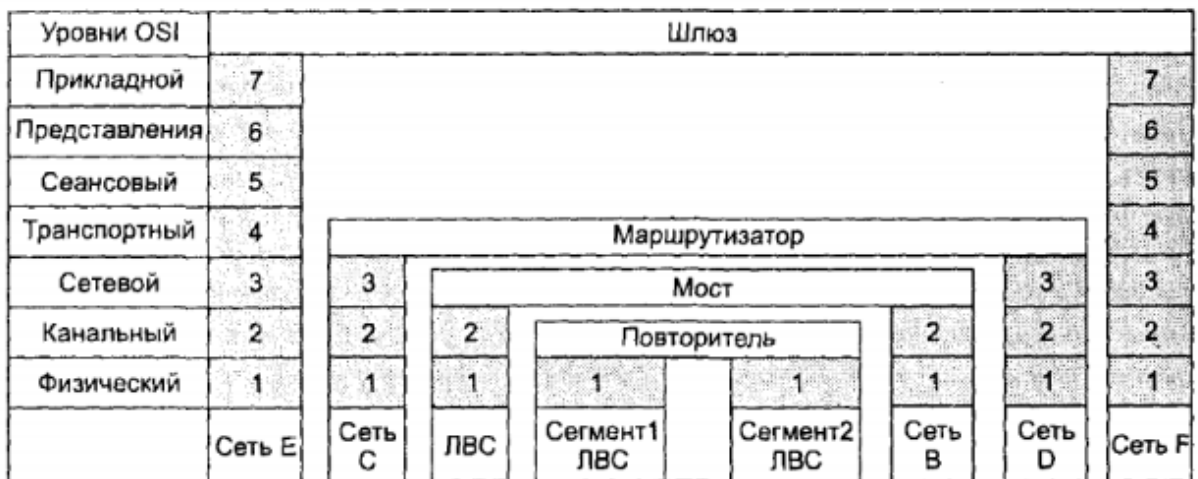 Уровни OSI Шлюз
Прикладной 7 7
Представления 6 6
Сеансовый 5 5
Транспортный 4 Маршрутизатор 4
Сетевой 3 3 Мост 3 3
Канальный 2 2 2 Повторитель 2 2 2
Физический 1 1 1 1 1 1 1 1
Сеть E Сеть C ЛВС Сегмент1 ЛВС Сегмент2 ЛВС Сеть B Сеть D Сеть F